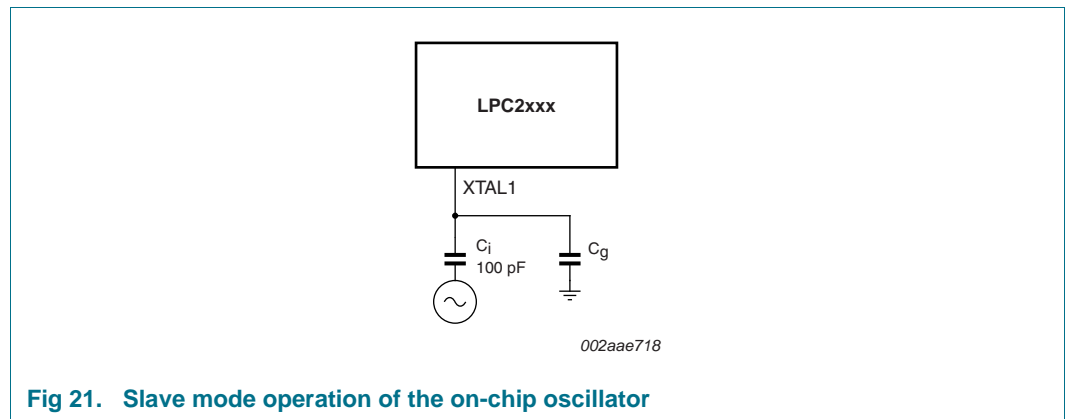 LPC2xxx
XTAL1
Ci
100 pF
Cg
002aae718
Fig 21. Slave mode operation of the on-chip oscillator